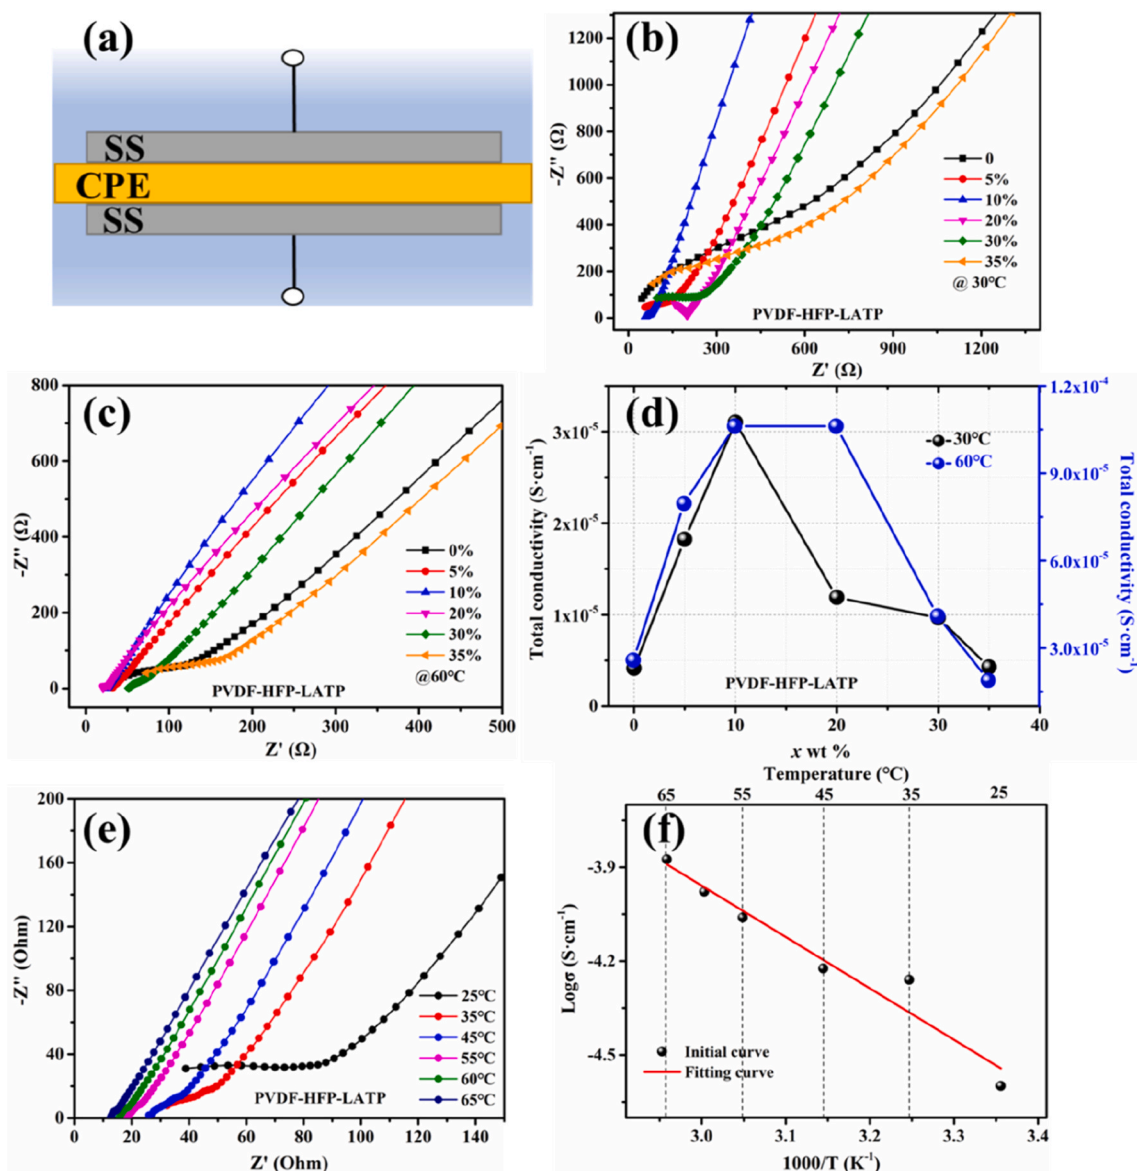 (a)
SS
CPE
SS
(b)
-Z'' (Ω)
1200
1000
800
600
400
200
0
0
5%
10%
20%
30%
35%
@ 30℃
PVDF-HFP-LATP
0 300 600 900 1200
Z' (Ω)
(c)
-Z'' (Ω)
800
600
400
200
0
0%
5%
10%
20%
30%
35%
@60℃
PVDF-HFP-LATP
0 100 200 300 400 500
Z' (Ω)
(d)
Total conductivity (S·cm⁻¹)
3x10⁻⁵
2x10⁻⁵
1x10⁻⁵
0
30℃
60℃
PVDF-HFP-LATP
1.2x10⁻⁴
9.0x10⁻⁵
6.0x10⁻⁵
3.0x10⁻⁵
Total conductivity (S·cm⁻¹)
0 10 20 30 40
x wt %
(e)
-Z'' (Ohm)
200
160
120
80
40
0
25℃
35℃
45℃
55℃
60℃
65℃
PVDF-HFP-LATP
0 20 40 60 80 100 120 140
Z' (Ohm)
Temperature (℃)
65 55 45 35 25
(f)
Logσ (S·cm⁻¹)
-3.9
-4.2
-4.5
Initial curve
Fitting curve
3.0 3.1 3.2 3.3 3.4
1000/T (K⁻¹)